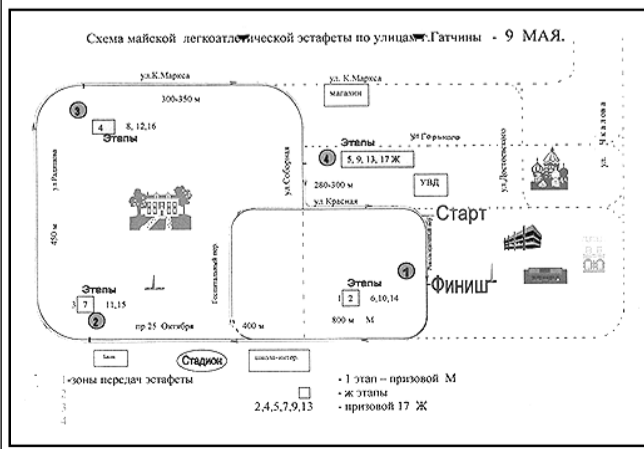 Схема майской легкоатлетической эстафеты по улицам г.Гатчины - 9 МАЯ.
ул.К.Маркса
ул. К.Маркса
300-350 м
магазин
3
4
8, 12,16
Этапы
ул Горького
ул. Чкалова
Этапы
4
5, 9, 13, 17 Ж
ул.Соборная
ул.Достоевского
280-300 м
УВД
ул. Красная
Старт
450 м
Госпитальный пер.
1
Финиш
Этапы
3
7
11,15
2
Этапы
1
2
6,10,14
пр 25 Октября
400 м
800 м М
Стадион
школа-интер.
-зоны передач эстафеты
- 1 этап – призовой М
- ж этапы
2,4,5,7,9,13
- призовой 17 Ж